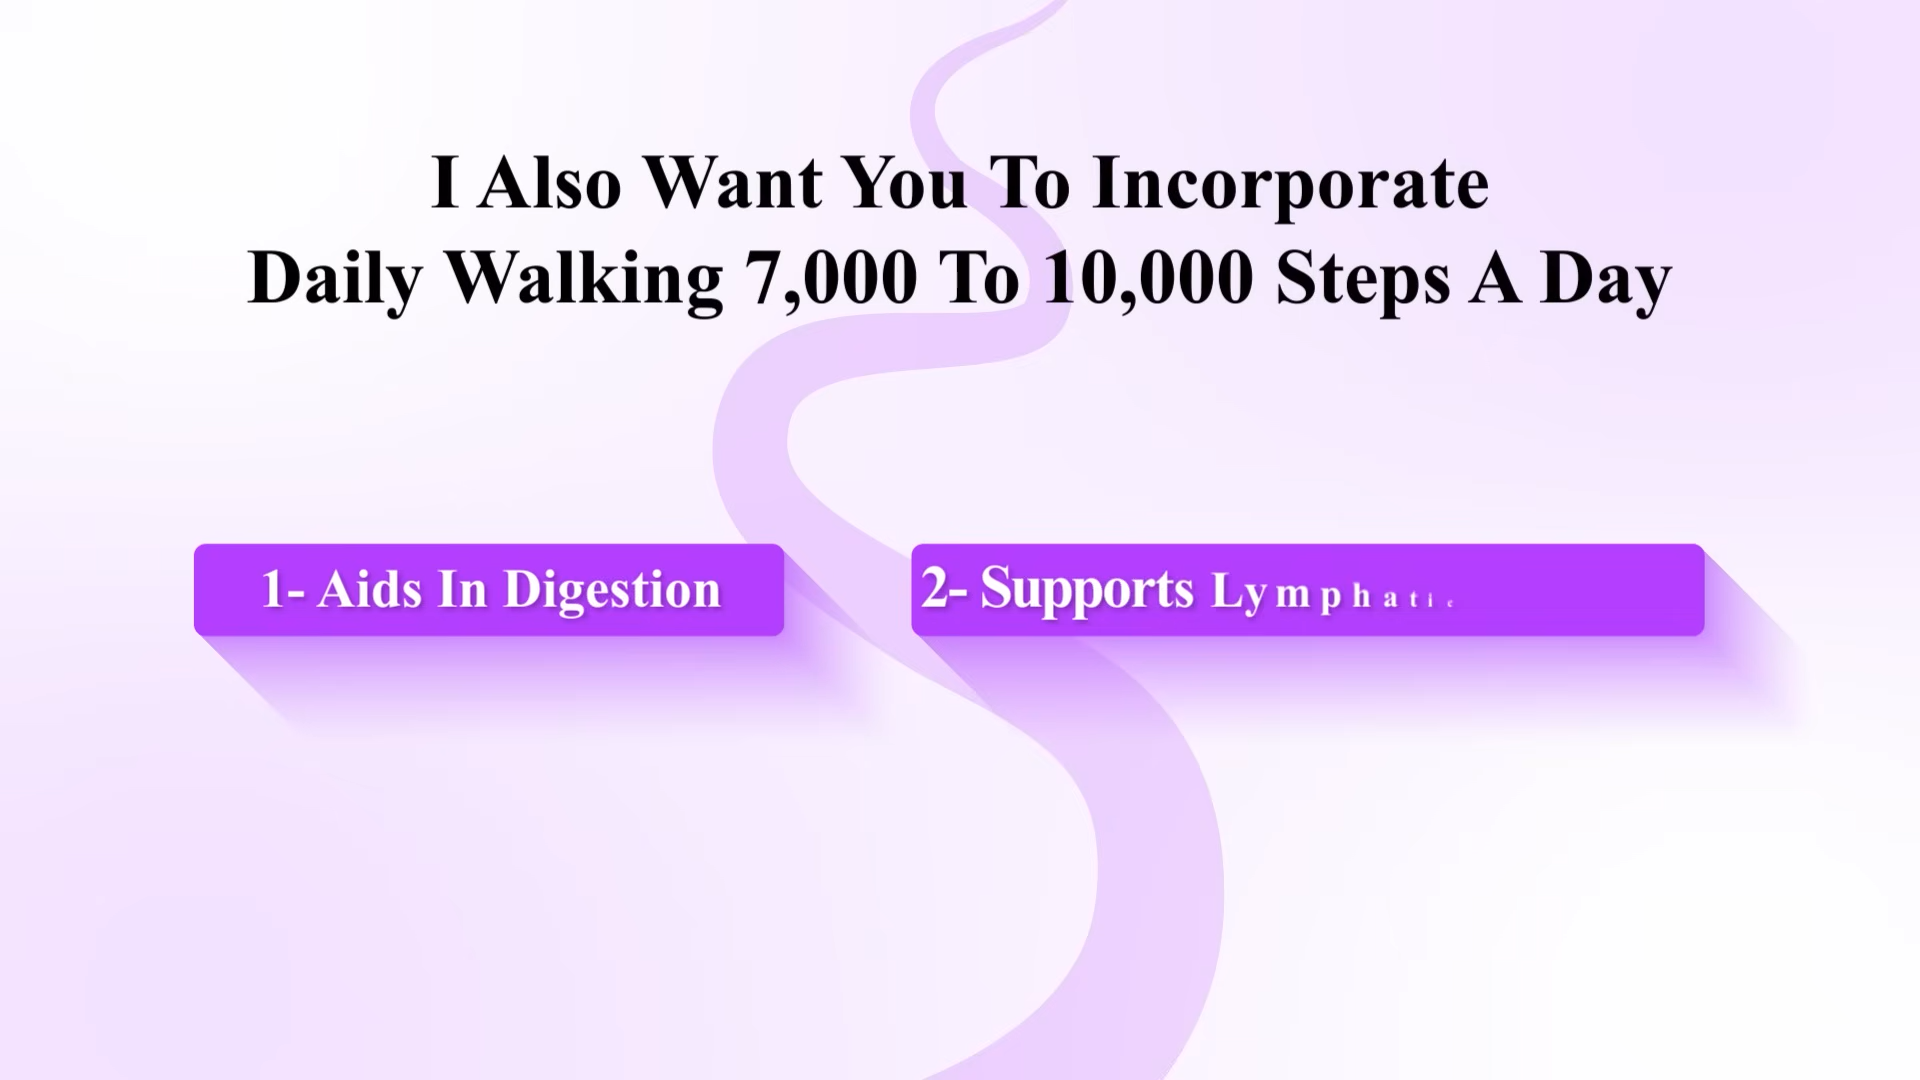 I Also Want You To Incorporate
Daily Walking 7,000 To 10,000 Steps A Day
1- Aids In Digestion
2- Supports Lymphatic